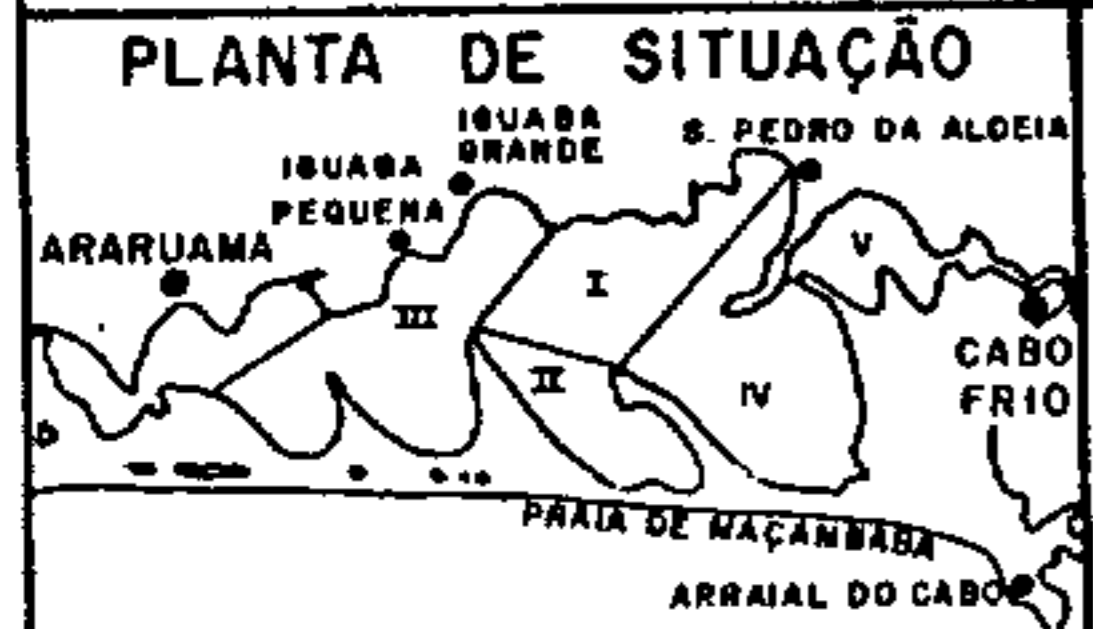 PLANTA DE SITUAÇÃO
IGUABA
GRANDE
S. PEDRO DA ALDEIA
IGUABA
PEQUENA
ARARUAMA
V
I
III
CABO
FRIO
II
IV
PRAIA DE MAÇAMBABA
ARRAIAL DO CABO